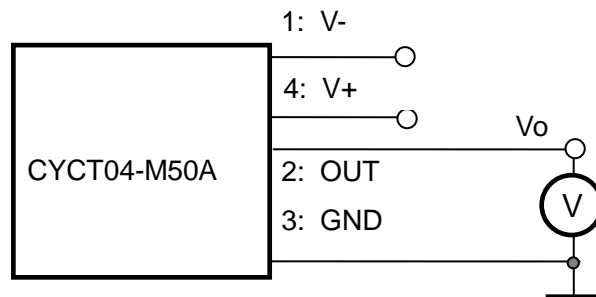 1: V-
4: V+
Vo
CYCT04-M50A
2: OUT
V
3: GND